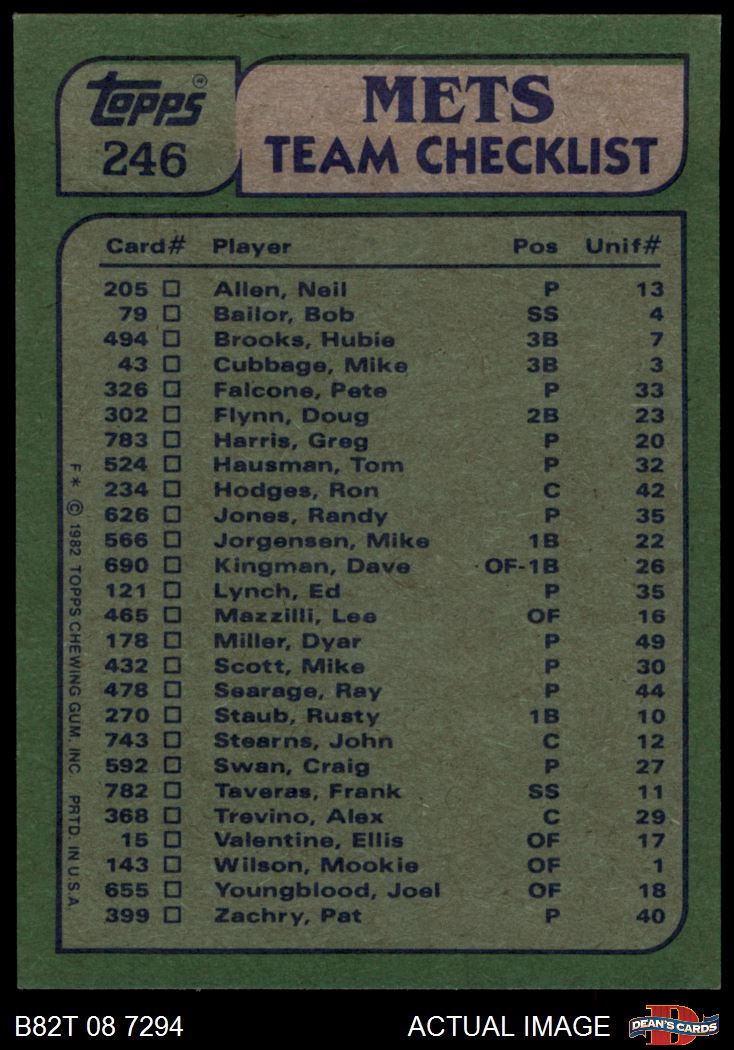 Topps ®
246
METS
TEAM CHECKLIST
Card# Player Pos Unif#
205 Allen, Neil P 13
79 Bailor, Bob SS 4
494 Brooks, Hubie 3B 7
43 Cubbage, Mike 3B 3
326 Falcone, Pete P 33
302 Flynn, Doug 2B 23
783 Harris, Greg P 20
524 Hausman, Tom P 32
234 Hodges, Ron C 42
626 Jones, Randy P 35
566 Jorgensen, Mike 1B 22
690 Kingman, Dave OF-1B 26
121 Lynch, Ed P 35
465 Mazzilli, Lee OF 16
178 Miller, Dyar P 49
432 Scott, Mike P 30
478 Searage, Ray P 44
270 Staub, Rusty 1B 10
743 Stearns, John C 12
592 Swan, Craig P 27
782 Taveras, Frank SS 11
368 Trevino, Alex C 29
15 Valentine, Ellis OF 17
143 Wilson, Mookie OF 1
655 Youngblood, Joel OF 18
399 Zachry, Pat P 40
F* © 1982 TOPPS CHEWING GUM, INC. PRTD. IN U.S.A.
B82T 08 7294
ACTUAL IMAGE
D
DEAN'S CARDS